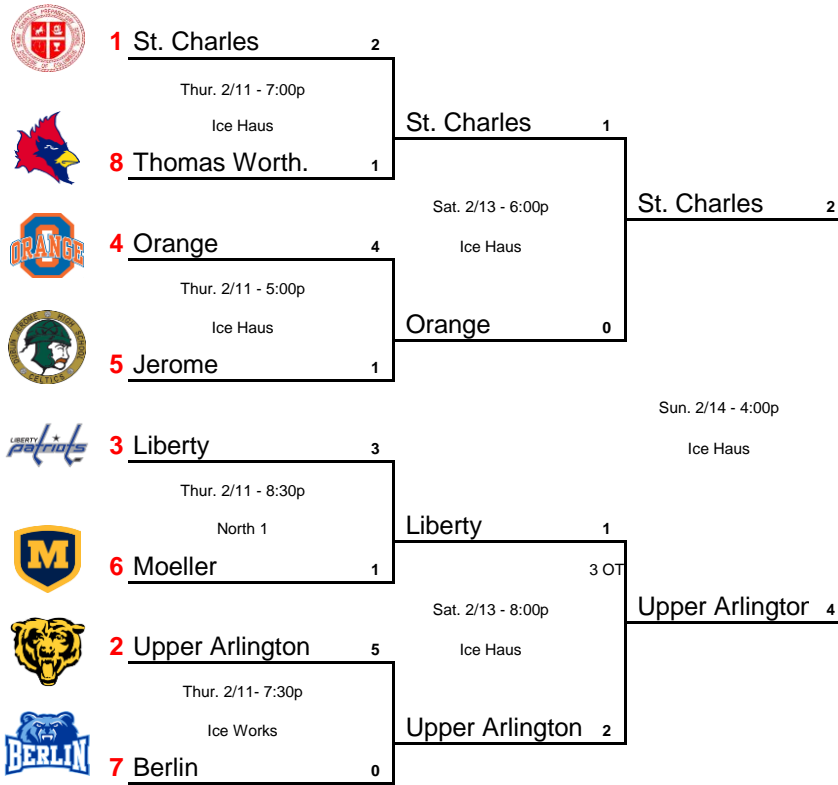 1 St. Charles 2
Thur. 2/11 - 7:00p
Ice Haus
8 Thomas Worth. 1
St. Charles 1
Sat. 2/13 - 6:00p
Ice Haus
St. Charles 2
ORANGE
4 Orange 4
Thur. 2/11 - 5:00p
Ice Haus
Orange 0
DUBLIN JEROME HIGH SCHOOL
CELTICS
5 Jerome 1
Sun. 2/14 - 4:00p
Ice Haus
LIBERTY
patriots
3 Liberty 3
Thur. 2/11 - 8:30p
North 1
Liberty 1
M
6 Moeller 1
3 OT
Sat. 2/13 - 8:00p
Ice Haus
Upper Arlingtor 4
2 Upper Arlington 5
Thur. 2/11- 7:30p
Ice Works
Upper Arlington 2
BERLIN
7 Berlin 0